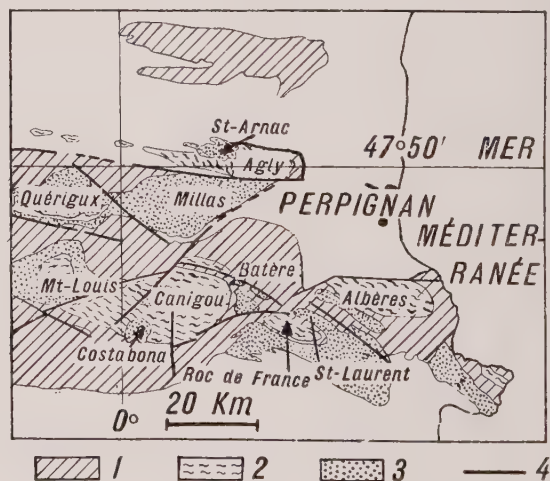 St-Arnac
47°50' MER
Agly
Quérigux Millas
PERPIGNAN
MÉDITER-
RANÉE
Batère
Mt-Louis Canigou Albères
Costabona
Roc de France St-Laurent
0° 20 Km
1 2 3 4